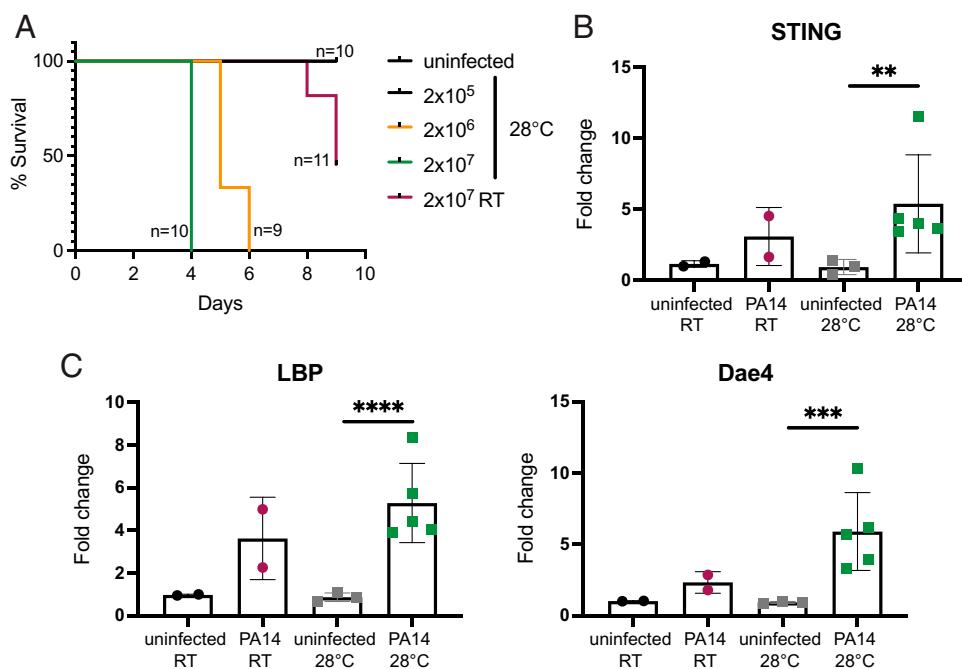 A
% Survival
100
50
0
0 2 4 6 8 10
Days
n=10
n=11
n=10
n=9
uninfected
2x10⁵
2x10⁶
2x10⁷
2x10⁷ RT
28°C
B
STING
Fold change
15
10
5
0
**
uninfected RT
PA14 RT
uninfected 28°C
PA14 28°C
C
LBP
Fold change
10
8
6
4
2
0
****
uninfected RT
PA14 RT
uninfected 28°C
PA14 28°C
Dae4
Fold change
15
10
5
0
***
uninfected RT
PA14 RT
uninfected 28°C
PA14 28°C